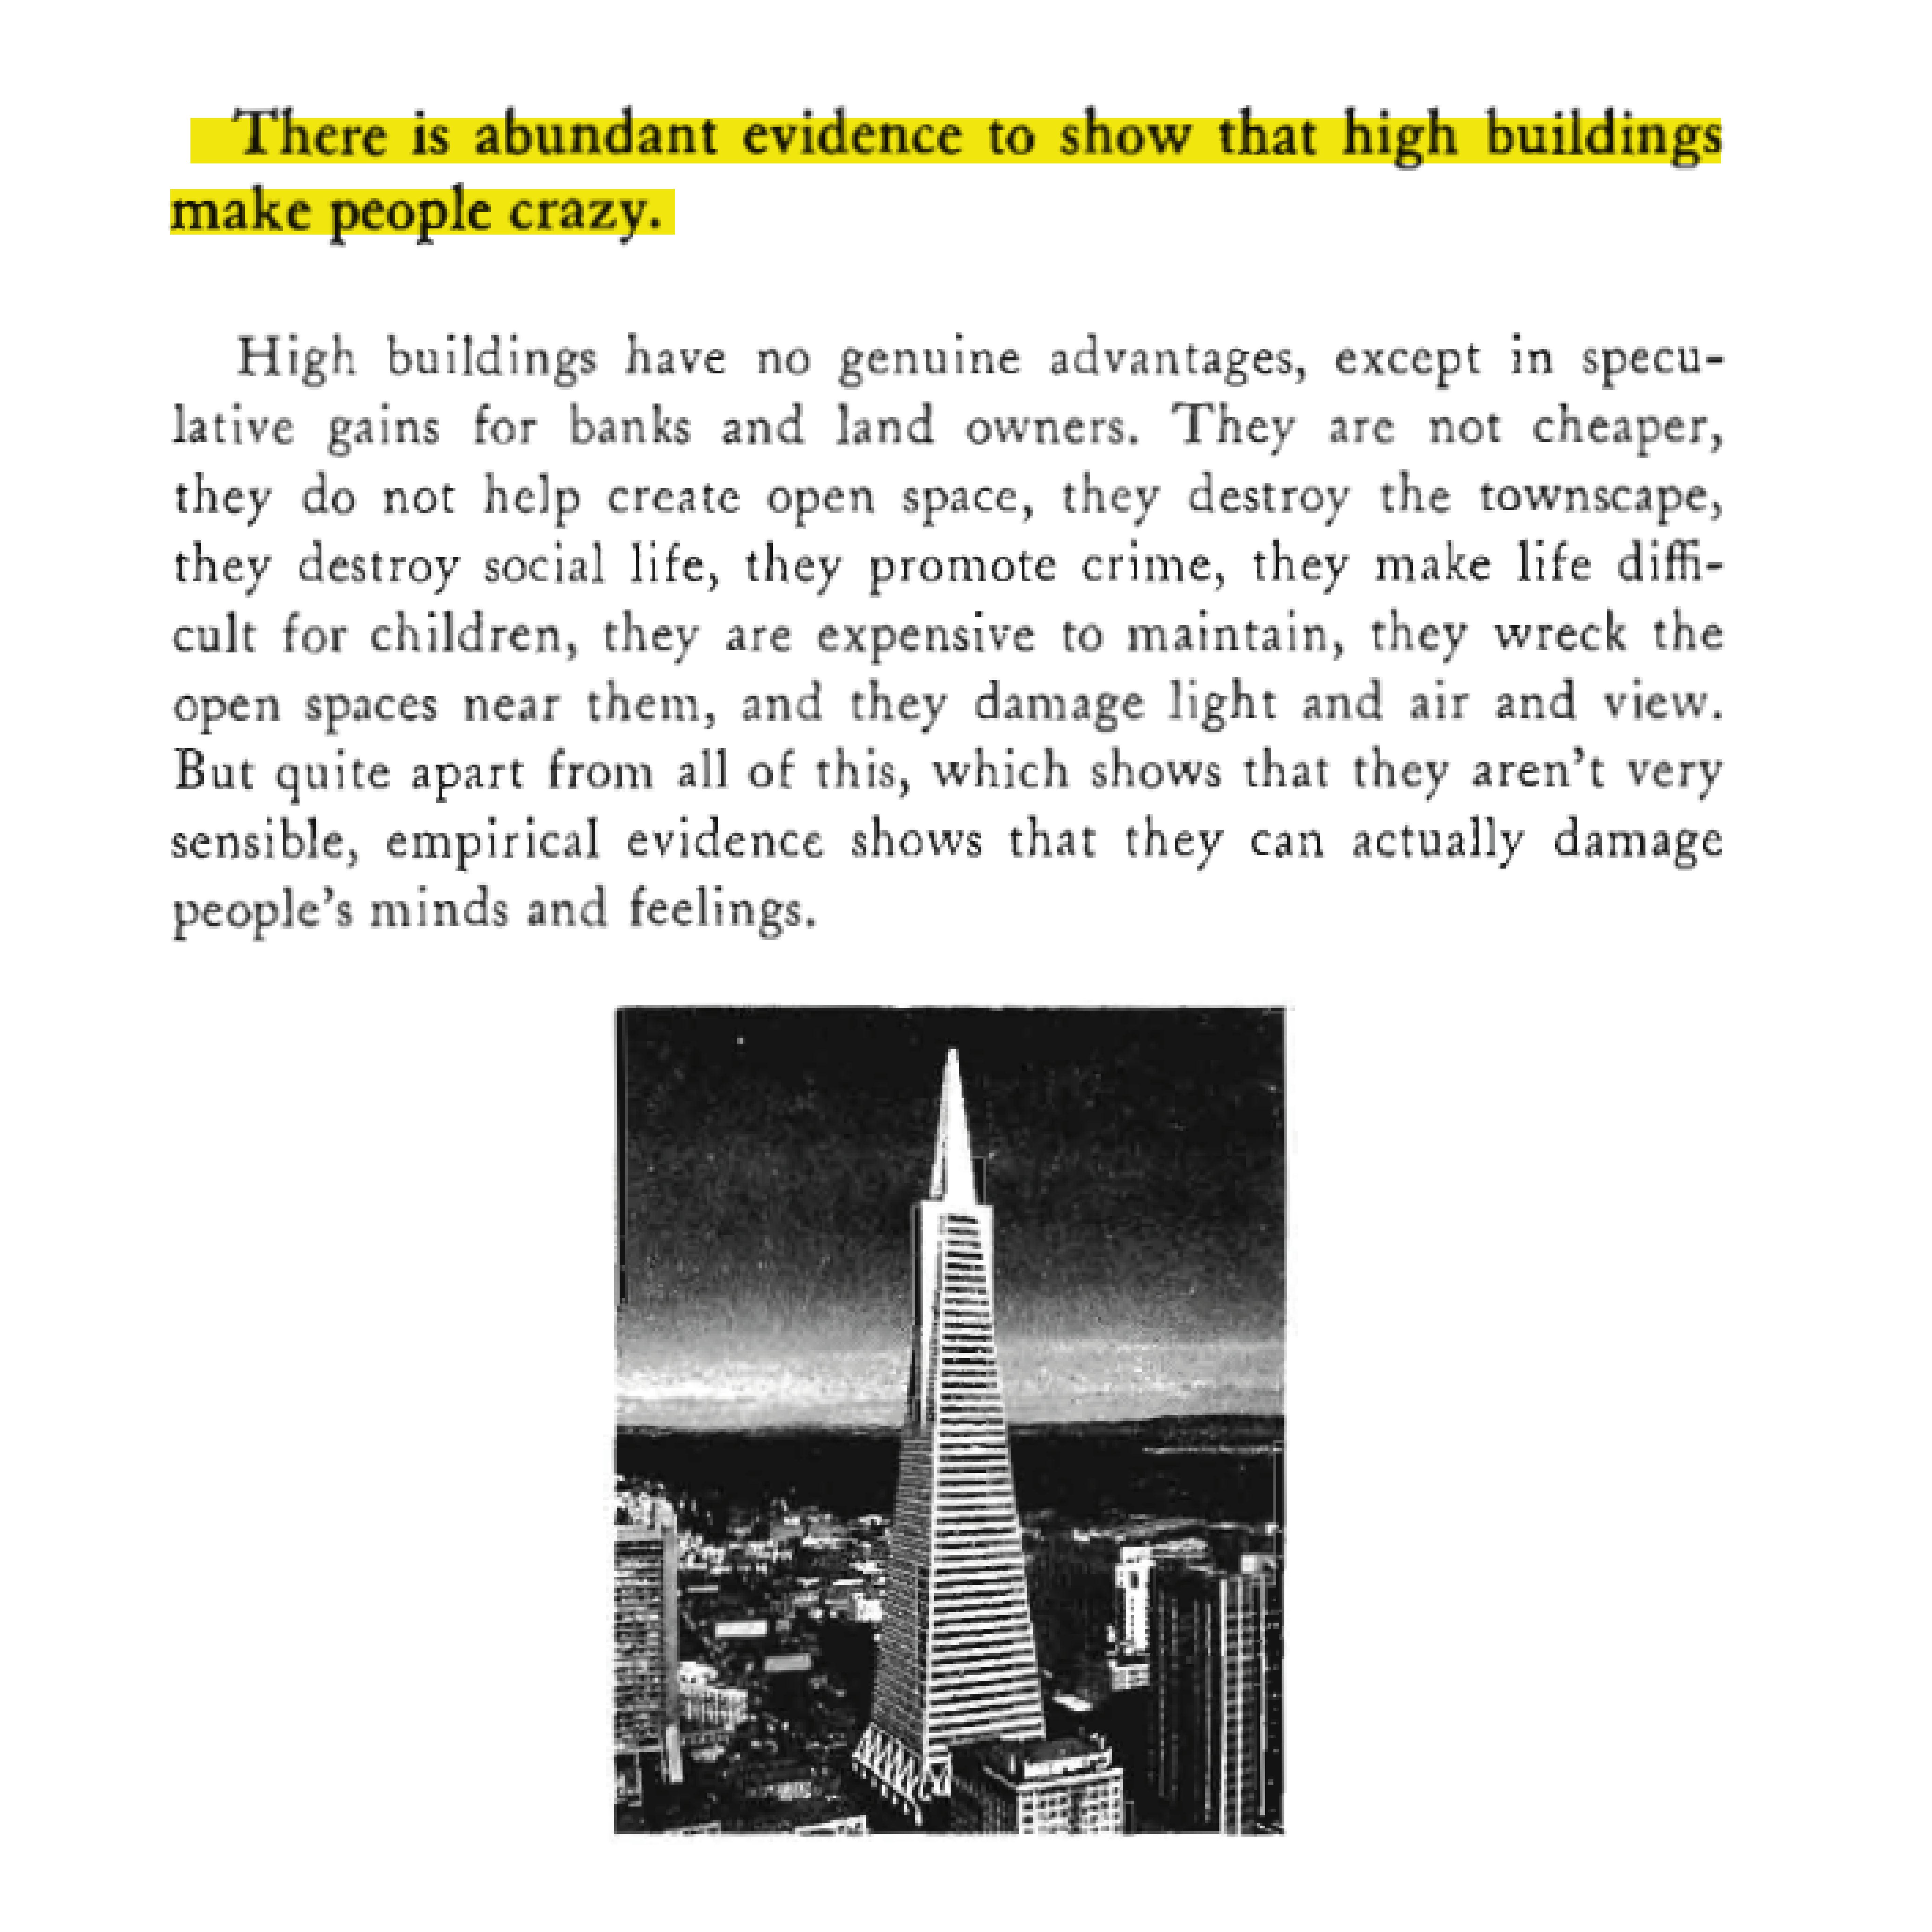 There is abundant evidence to show that high buildings
make people crazy.
High buildings have no genuine advantages, except in specu-
lative gains for banks and land owners. They are not cheaper,
they do not help create open space, they destroy the townscape,
they destroy social life, they promote crime, they make life diffi-
cult for children, they are expensive to maintain, they wreck the
open spaces near them, and they damage light and air and view.
But quite apart from all of this, which shows that they aren't very
sensible, empirical evidence shows that they can actually damage
people's minds and feelings.